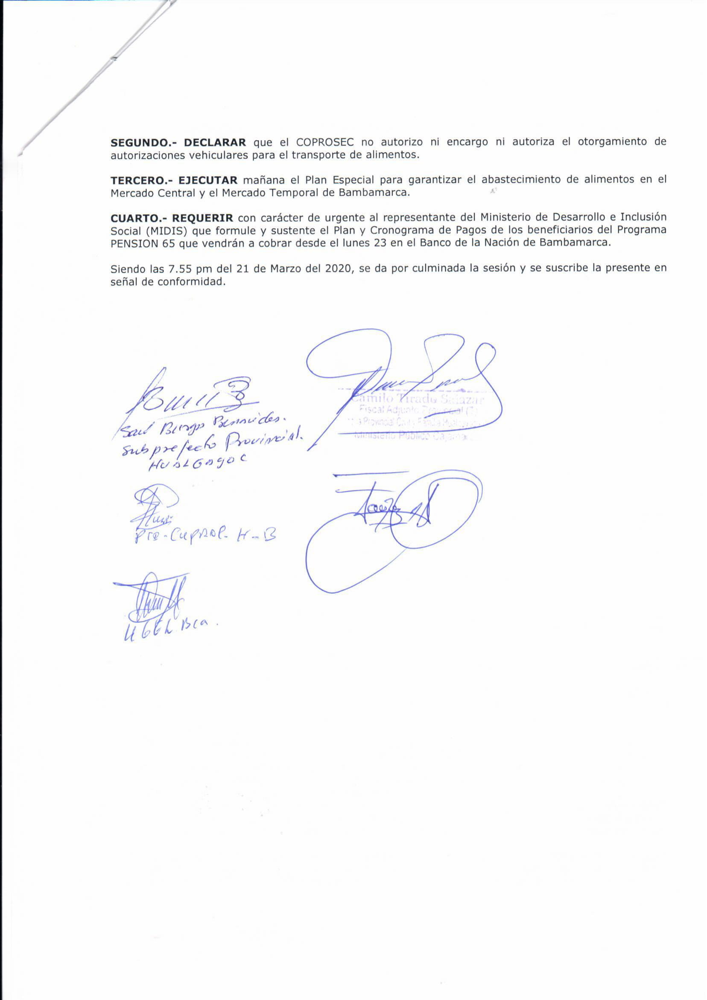 SEGUNDO.- DECLARAR que el COPROSEC no autorizo ni encargo ni autoriza el otorgamiento de
autorizaciones vehiculares para el transporte de alimentos.
TERCERO.- EJECUTAR mañana el Plan Especial para garantizar el abastecimiento de alimentos en el
Mercado Central y el Mercado Temporal de Bambamarca.
CUARTO.- REQUERIR con carácter de urgente al representante del Ministerio de Desarrollo e Inclusión
Social (MIDIS) que formule y sustente el Plan y Cronograma de Pagos de los beneficiarios del Programa
PENSION 65 que vendrán a cobrar desde el lunes 23 en el Banco de la Nación de Bambamarca.
Siendo las 7.55 pm del 21 de Marzo del 2020, se da por culminada la sesión y se suscribe la presente en
señal de conformidad.
Camilo Tirado Salazar
Fiscal Adjunto Provincial
Provincial Civil y Familia
Ministerio Público
Saul Burga Benavides.
Subprefecto Provincial.
HUALGAYOC
H-B
UGEL Bca.